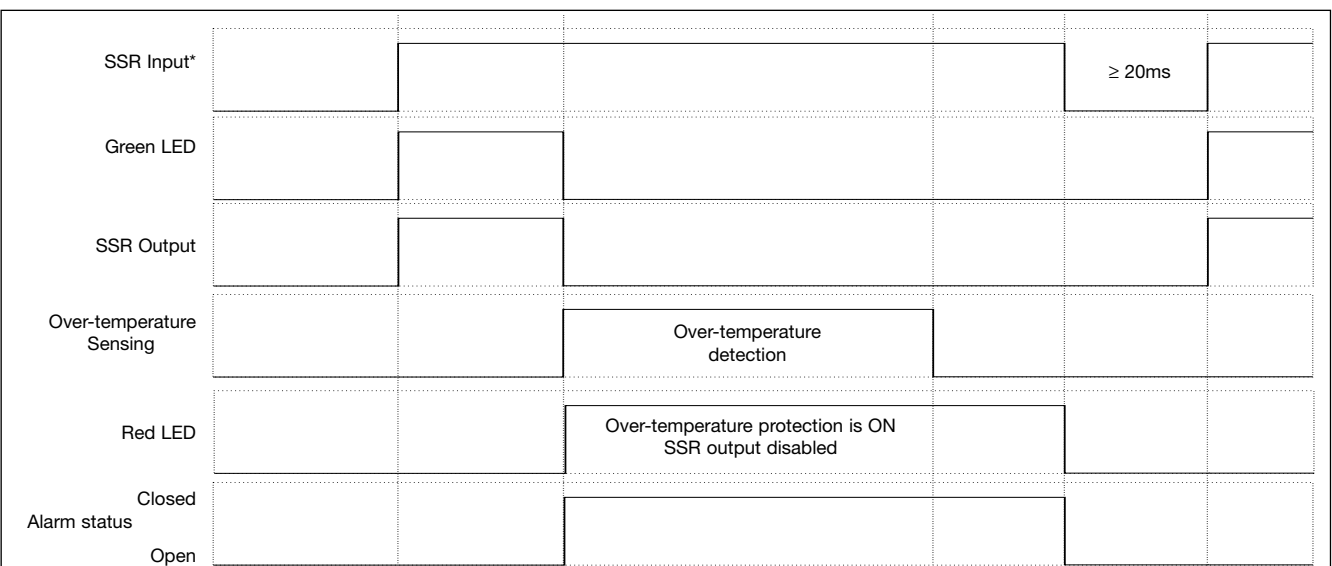 SSR Input*
≥ 20ms
Green LED
SSR Output
Over-temperature
Sensing
Over-temperature
detection
Red LED
Over-temperature protection is ON
SSR output disabled
Closed
Alarm status
Open